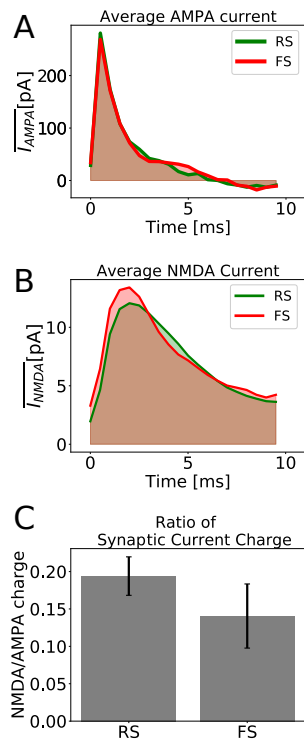 A
Average AMPA current
RS
FS
200
100
0
I_AMPA[pA]
0
5
10
Time [ms]
B
Average NMDA Current
RS
FS
10
5
0
I_NMDA[pA]
0
5
10
Time [ms]
C
Ratio of
Synaptic Current Charge
0.20
0.15
0.10
0.05
0.00
NMDA/AMPA charge
RS
FS